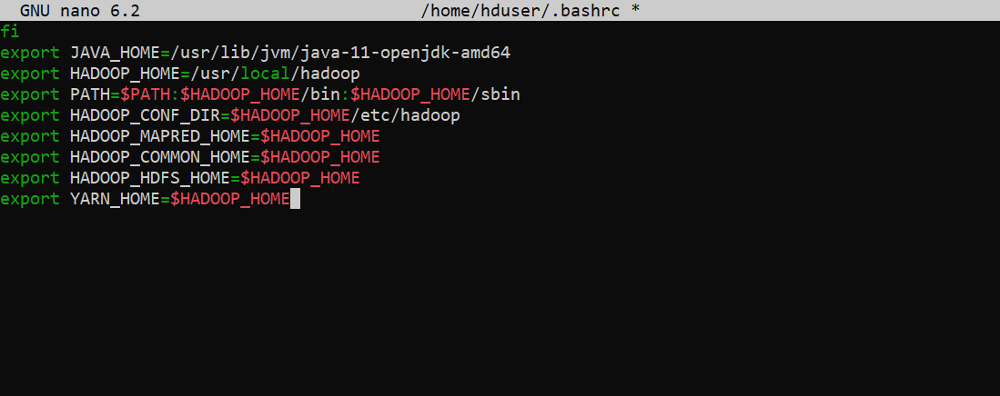 GNU nano 6.2 /home/hduser/.bashrc *
fi
export JAVA_HOME=/usr/lib/jvm/java-11-openjdk-amd64
export HADOOP_HOME=/usr/local/hadoop
export PATH=$PATH:$HADOOP_HOME/bin:$HADOOP_HOME/sbin
export HADOOP_CONF_DIR=$HADOOP_HOME/etc/hadoop
export HADOOP_MAPRED_HOME=$HADOOP_HOME
export HADOOP_COMMON_HOME=$HADOOP_HOME
export HADOOP_HDFS_HOME=$HADOOP_HOME
export YARN_HOME=$HADOOP_HOME